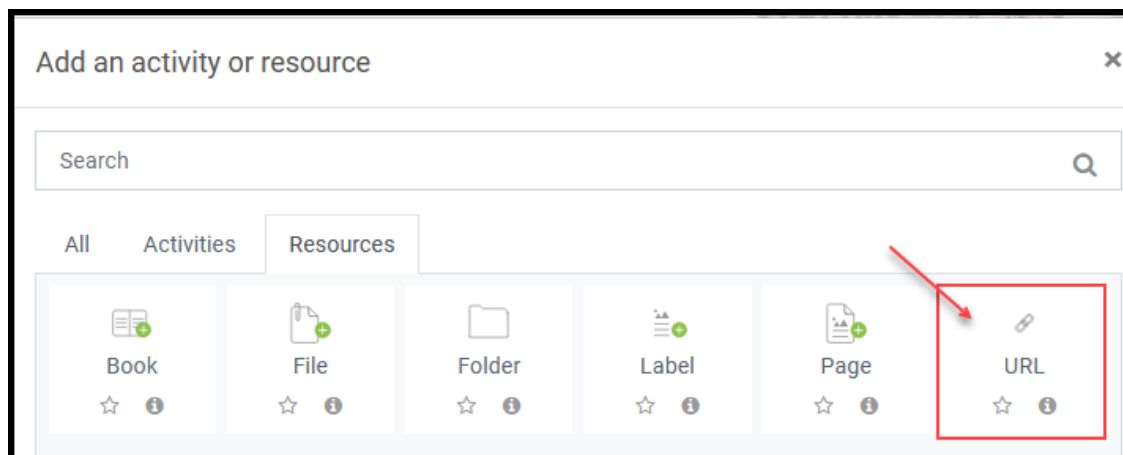 Add an activity or resource
Search
All Activities Resources
Book File Folder Label Page URL